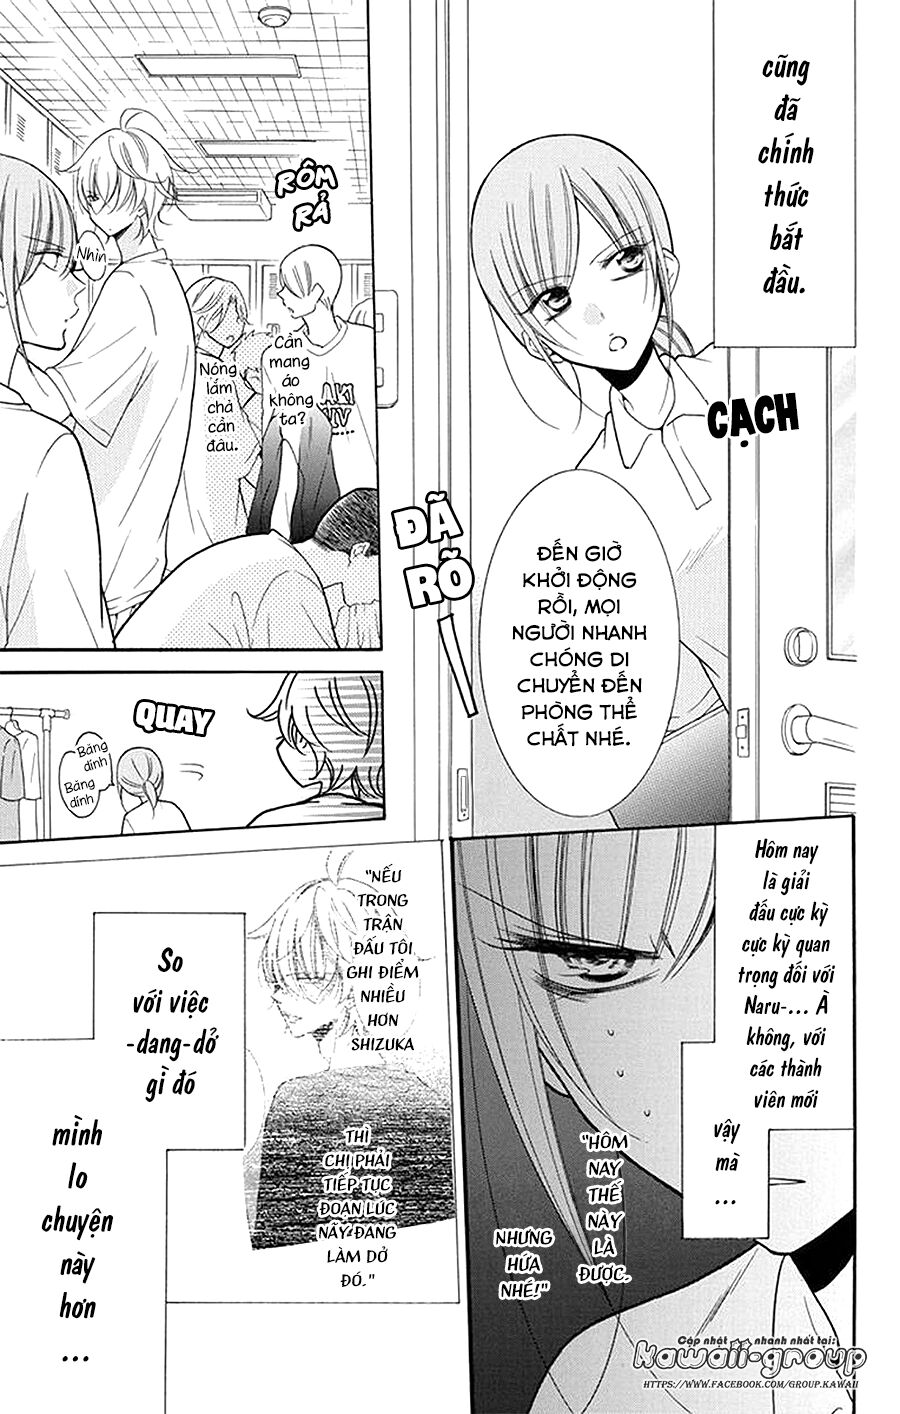 cũng
đã
chính
thức
bắt
đầu.
CẠCH
ĐẾN GIỜ
KHỞI ĐỘNG
RỒI, MỌI
NGƯỜI NHANH
CHÓNG DI
CHUYỂN ĐẾN
PHÒNG THỂ
CHẤT NHÉ.
ĐÃ
RÕ
RÔM
RẢ
Cần
mang
áo
không
ta?
Nóng
lắm
chả
cần
đâu.
Nhìn
QUAY
Băng
dính
Băng
dính
Hôm nay
là giải
đấu cực kỳ
cực kỳ quan
trọng đối với
Naru-... À
không, với
các thành
viên mới
vậy
mà
...
"HÔM
NAY
THẾ
NÀY
LÀ
ĐƯỢC.
NHƯNG
HỨA
NHÉ!"
"NẾU
TRONG
TRẬN
ĐẤU TÔI
GHI ĐIỂM
NHIỀU
HƠN
SHIZUKA
THÌ
CHỊ PHẢI
TIẾP TỤC
ĐOẠN LÚC
NÃY ĐANG
LÀM DỞ
ĐÓ."
So
với việc
-dang-dở
gì đó
mình
lo
chuyện
này
hơn
...
Cập nhật nhanh nhất tại:
kawaii-group
HTTPS://WWW.FACEBOOK.COM/GROUP.KAWAII